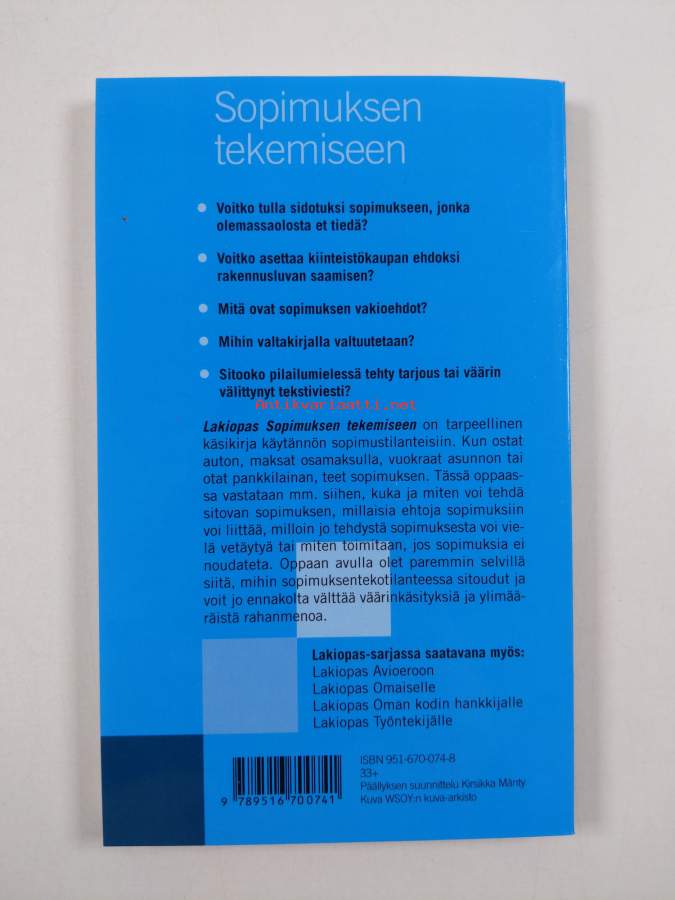 Sopimuksen
tekemiseen
Voitko tulla sidotuksi sopimukseen, jonka
olemassaolosta et tiedä?
Voitko asettaa kiinteistökaupan ehdoksi
rakennusluvan saamisen?
Mitä ovat sopimuksen vakioehdot?
Mihin valtakirjalla valtuutetaan?
Sitooko pilailumielessä tehty tarjous tai väärin
välittynyt tekstiviesti?
Antikvariaatti.net
Lakiopas Sopimuksen tekemiseen on tarpeellinen
käsikirja käytännön sopimustilanteisiin. Kun ostat
auton, maksat osamaksulla, vuokraat asunnon tai
otat pankkilainan, teet sopimuksen. Tässä oppaas-
sa vastataan mm. siihen, kuka ja miten voi tehdä
sitovan sopimuksen, millaisia ehtoja sopimuksiin
voi liittää, milloin jo tehdystä sopimuksesta voi vie-
lä vetäytyä tai miten toimitaan, jos sopimuksia ei
noudateta. Oppaan avulla olet paremmin selvillä
siitä, mihin sopimuksentekotilanteessa sitoudut ja
voit jo ennakolta välttää väärinkäsityksiä ja ylimää-
räistä rahanmenoa.
Lakiopas-sarjassa saatavana myös:
Lakiopas Avioeroon
Lakiopas Omaiselle
Lakiopas Oman kodin hankkijalle
Lakiopas Työntekijälle
ISBN 951-670-074-8
33+
Päällyksen suunnittelu Kirsikka Mänty
Kuva WSOY:n kuva-arkisto
9 789516 700741